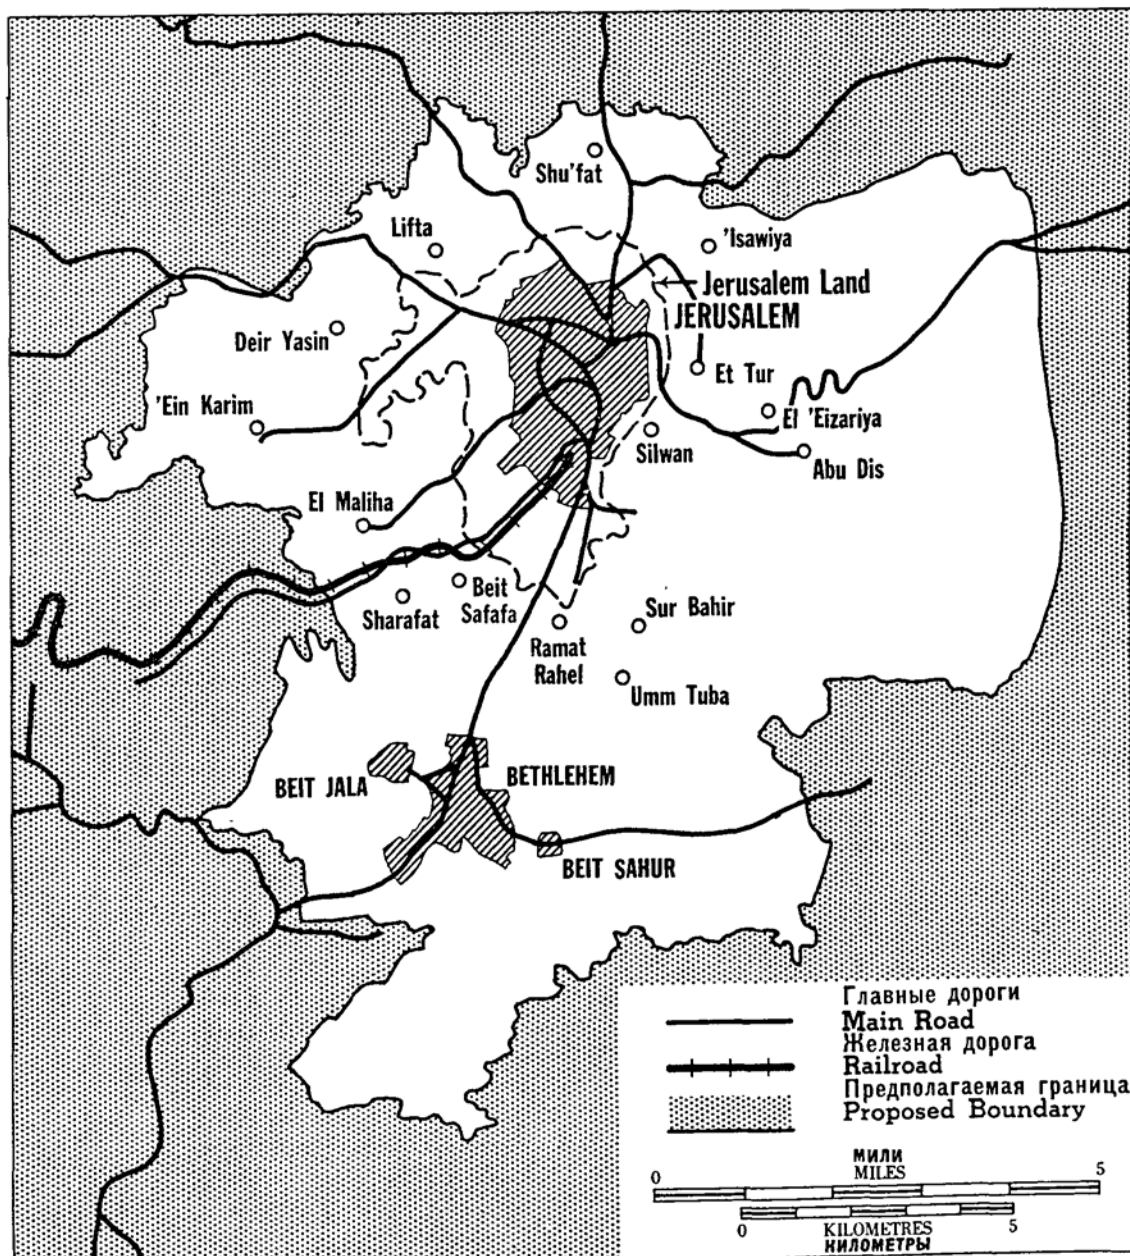 Shu'fat
Lifta
'Isawiya
Jerusalem Land
JERUSALEM
Deir Yasin
Et Tur
'Ein Karim
El 'Eizariya
Silwan
Abu Dis
El Maliha
Beit
Safafa
Sharafat
Sur Bahir
Ramat
Rahel
Umm Tuba
BEIT JALA
BETHLEHEM
BEIT SAHUR
Главные дороги
Main Road
Железная дорога
Railroad
Предполагаемая граница
Proposed Boundary
МИЛИ
0 MILES 5
0 KILOMETRES 5
КИЛОМЕТРЫ